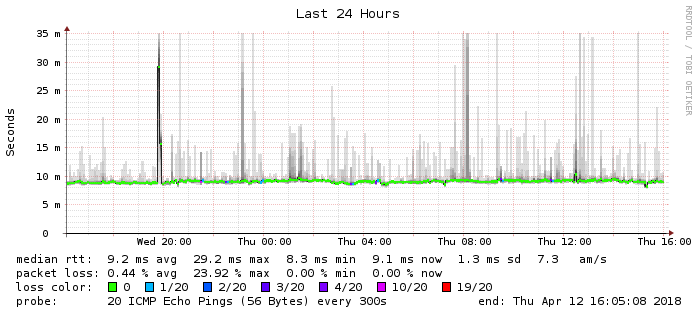 Last 24 Hours
RRDTOOL / TOBI OETIKER
Seconds
35 m
30 m
25 m
20 m
15 m
10 m
5 m
0
Wed 20:00 Thu 00:00 Thu 04:00 Thu 08:00 Thu 12:00 Thu 16:00
median rtt: 9.2 ms avg 29.2 ms max 8.3 ms min 9.1 ms now 1.3 ms sd 7.3 am/s
packet loss: 0.44 % avg 23.92 % max 0.00 % min 0.00 % now
loss color: 0 1/20 2/20 3/20 4/20 10/20 19/20
probe: 20 ICMP Echo Pings (56 Bytes) every 300s end: Thu Apr 12 16:05:08 2018